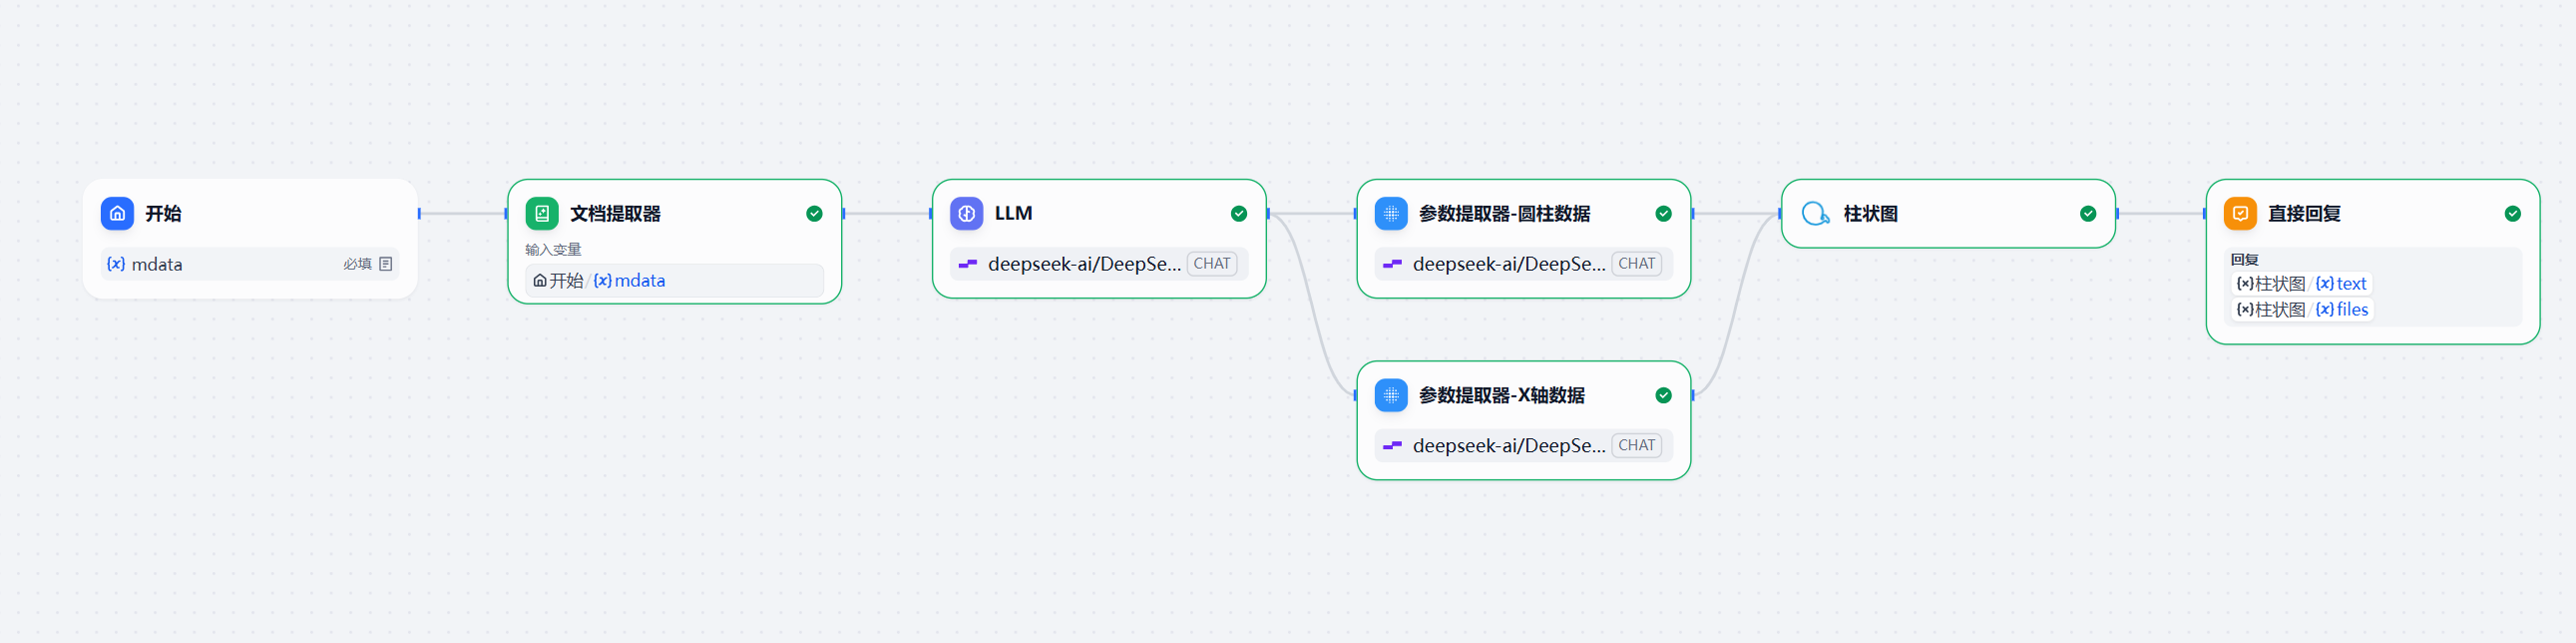 开始
{x} mdata 必填
文档提取器
输入变量
开始/{x} mdata
LLM
deepseek-ai/DeepSe... CHAT
参数提取器-圆柱数据
deepseek-ai/DeepSe... CHAT
参数提取器-X轴数据
deepseek-ai/DeepSe... CHAT
柱状图
直接回复
回复
{x}柱状图/{x} text
{x}柱状图/{x} files